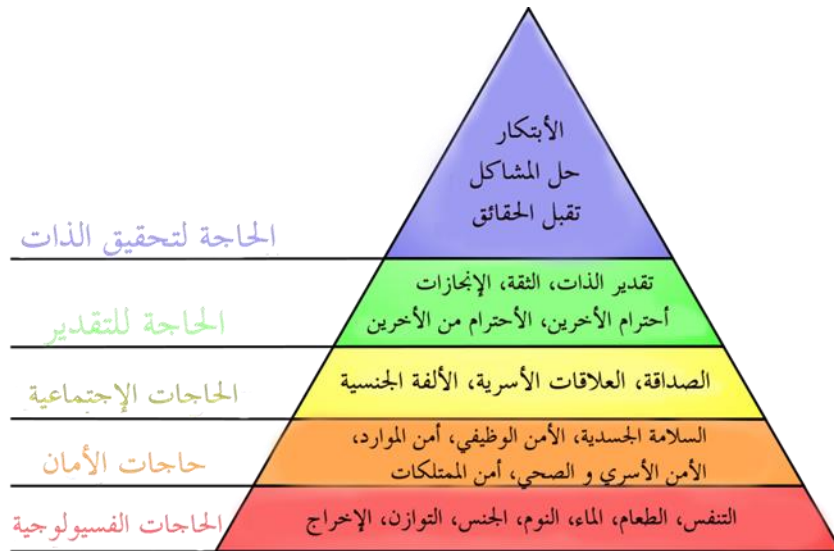 الأبتكار
حل المشاكل
تقبل الحقائق
الحاجة لتحقيق الذات
تقدير الذات، الثقة، الإنجازات
أحترام الأخرين، الأحترام من الأخرين
الحاجة للتقدير
الصداقة، العلاقات الأسرية، الألفة الجنسية
الحاجات الإجتماعية
السلامة الجسدية، الأمن الوظيفي، أمن الموارد،
الأمن الأسري و الصحي، أمن الممتلكات
حاجات الأمان
التنفس، الطعام، الماء، النوم، الجنس، التوازن، الإخراج
الحاجات الفسيولوجية